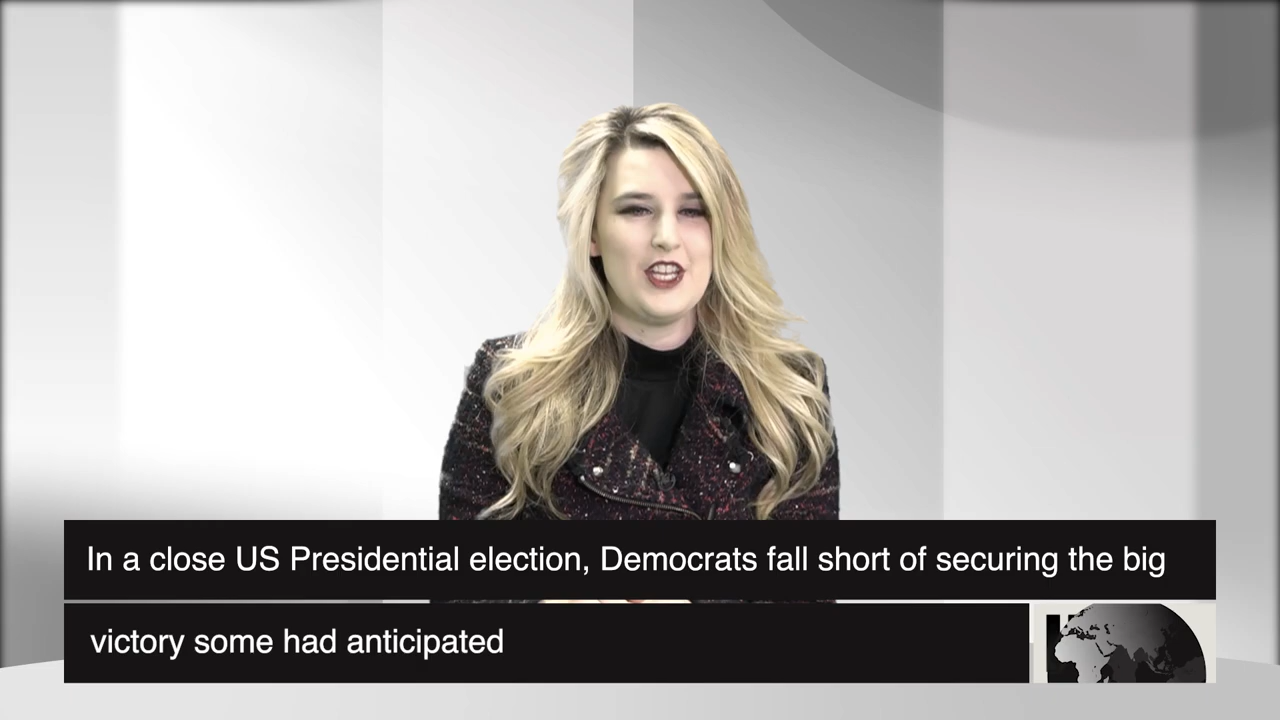 In a close US Presidential election, Democrats fall short of securing the big
victory some had anticipated